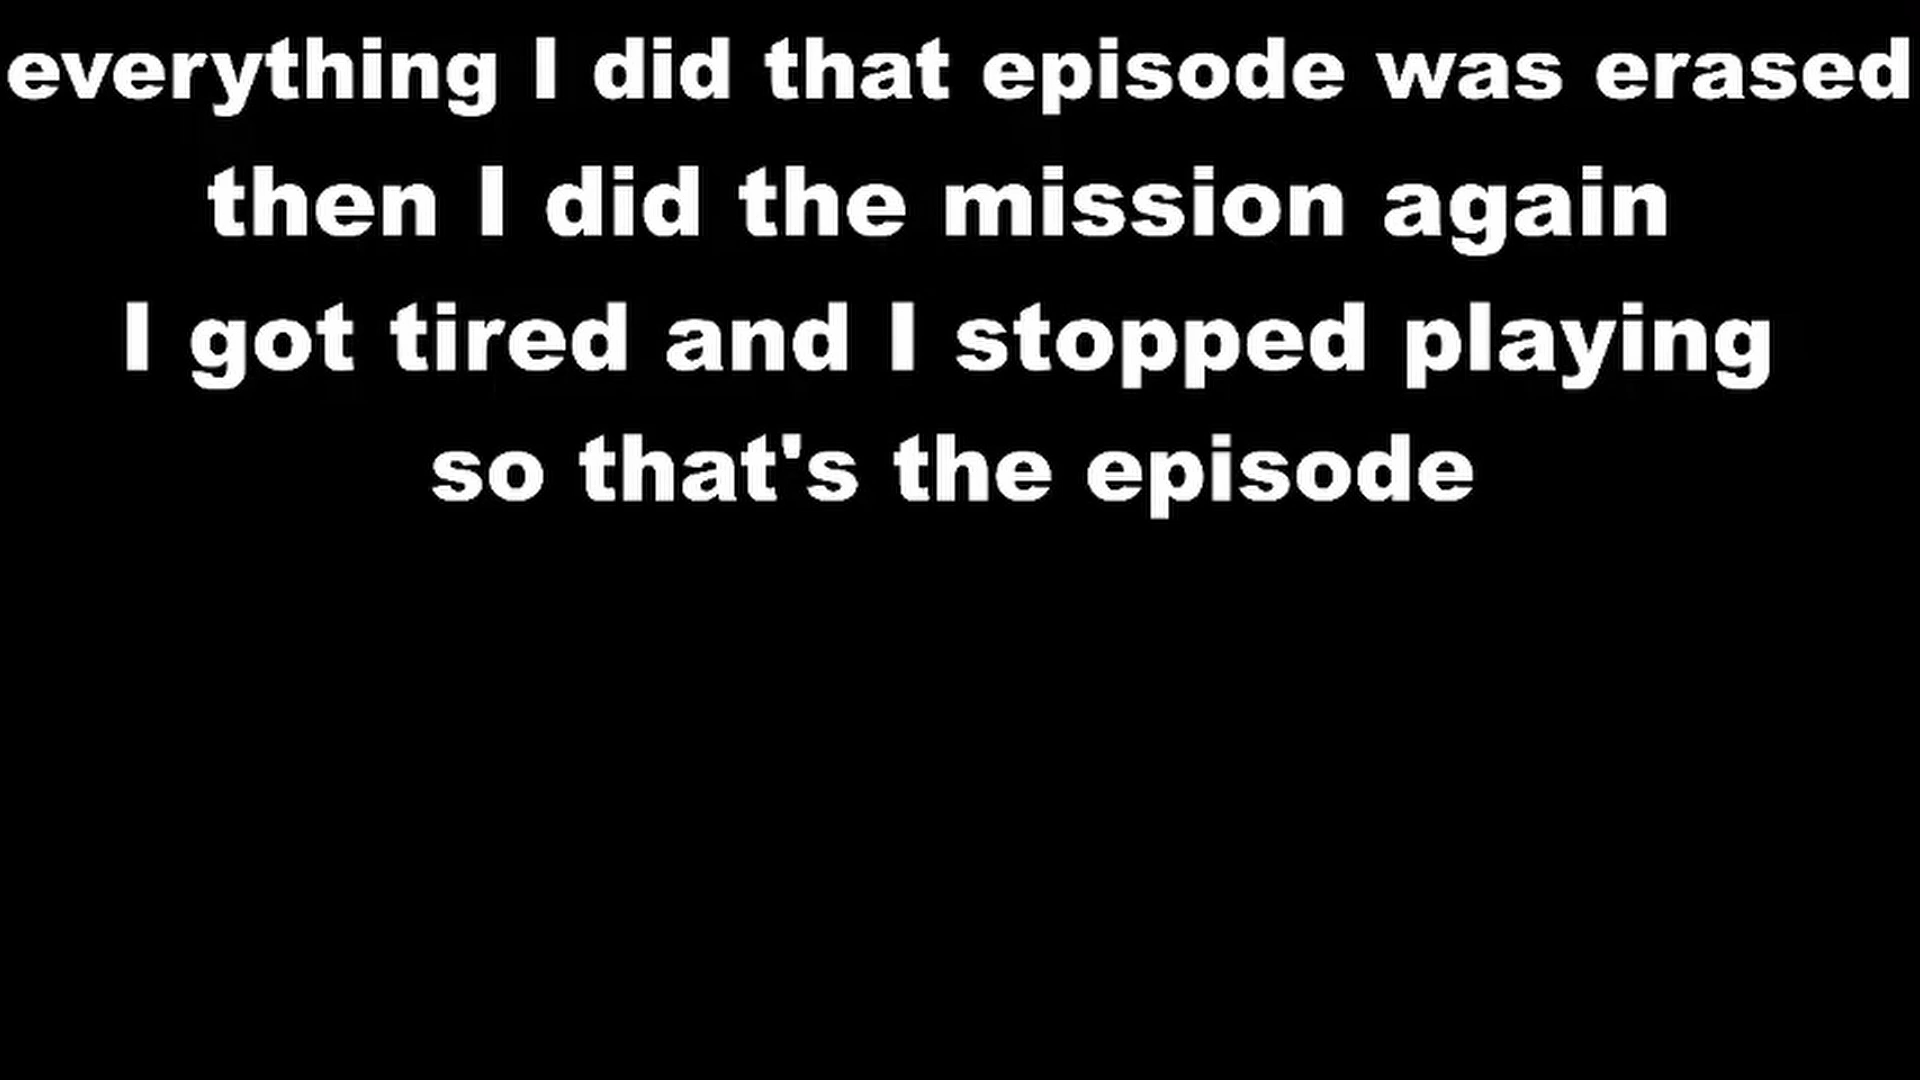 everything I did that episode was erased
then I did the mission again
I got tired and I stopped playing
so that's the episode